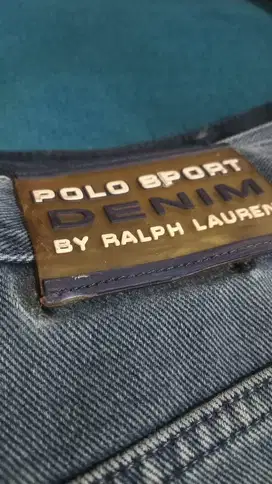 POLO SPORT
DENIM
BY RALPH LAUREN